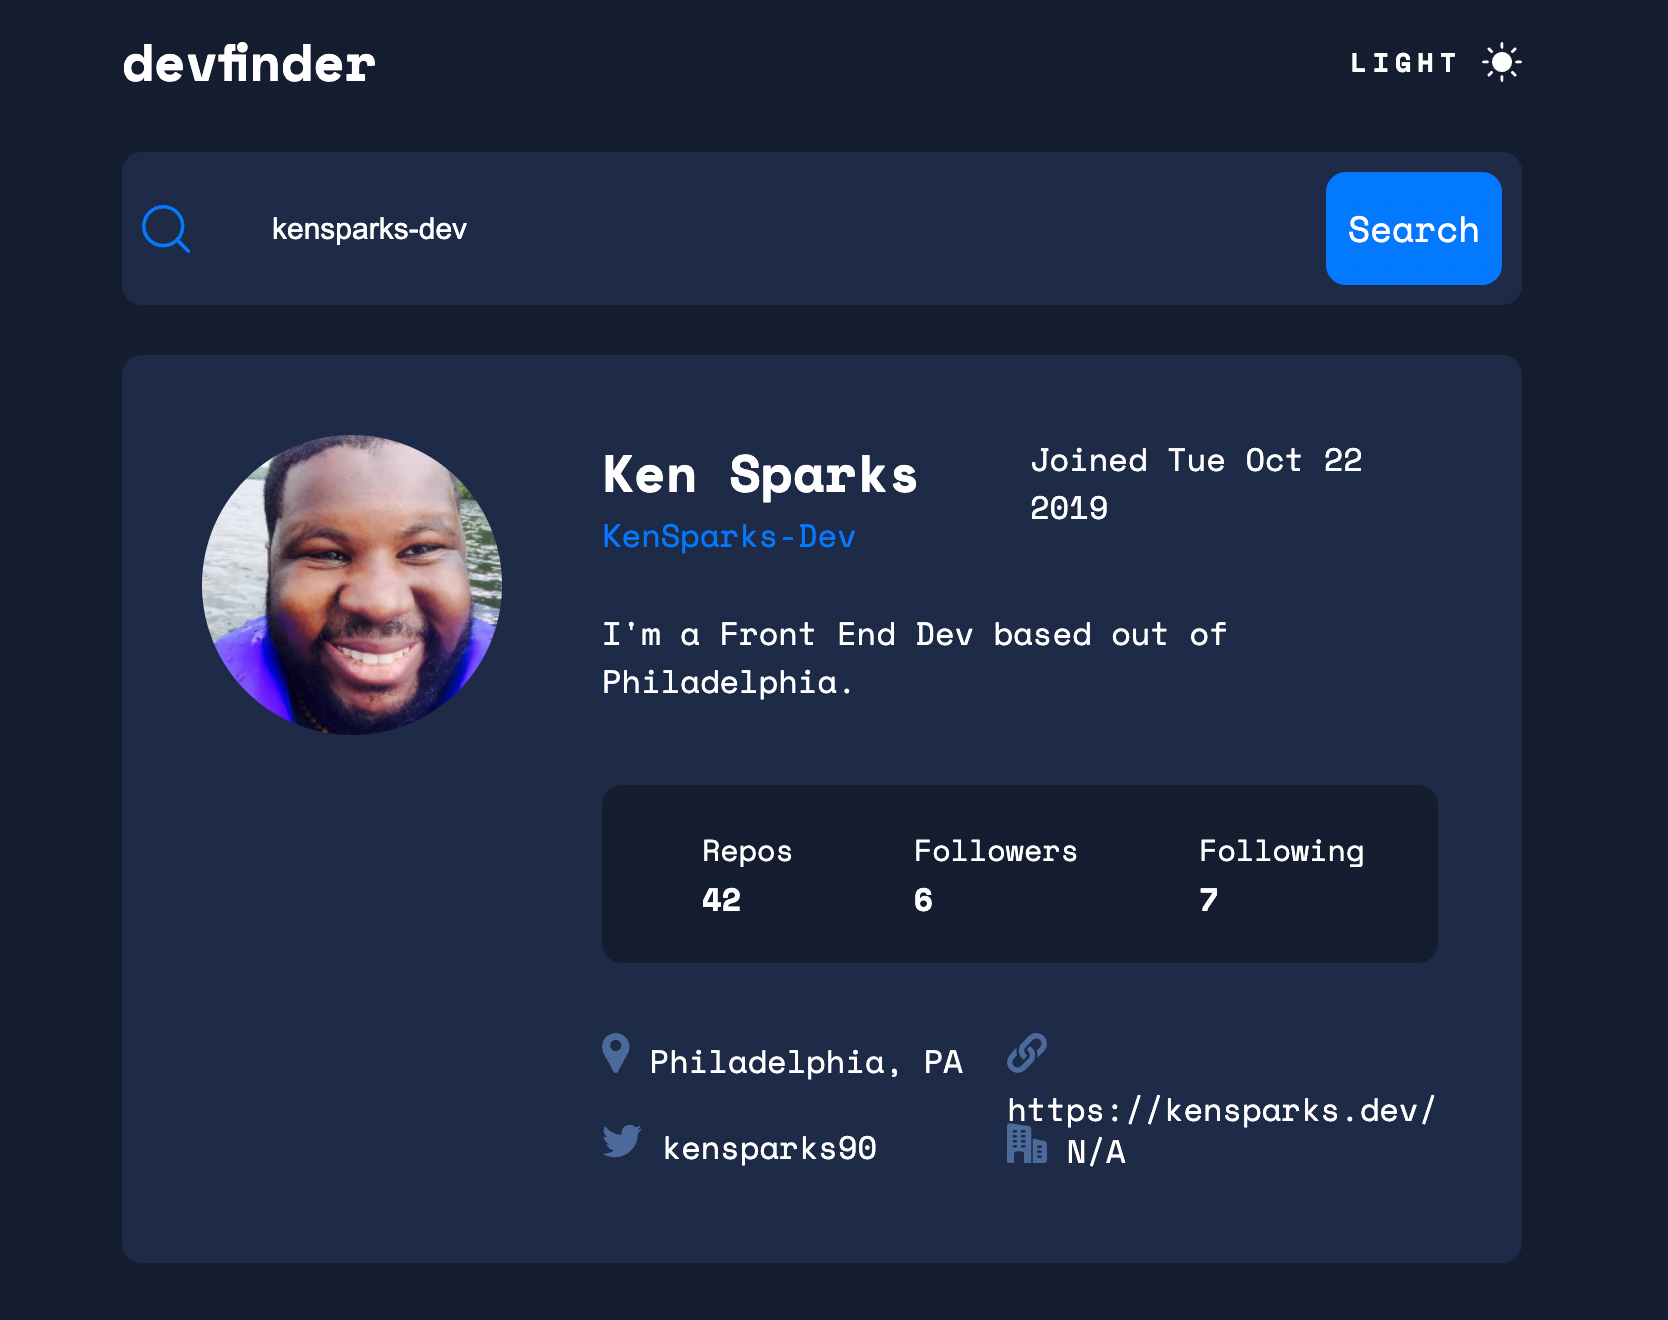 devfinder
LIGHT
kensparks-dev
Search
Ken Sparks
Joined Tue Oct 22
2019
KenSparks-Dev
I'm a Front End Dev based out of
Philadelphia.
Repos Followers Following
42 6 7
Philadelphia, PA
https://kensparks.dev/
kensparks90
N/A